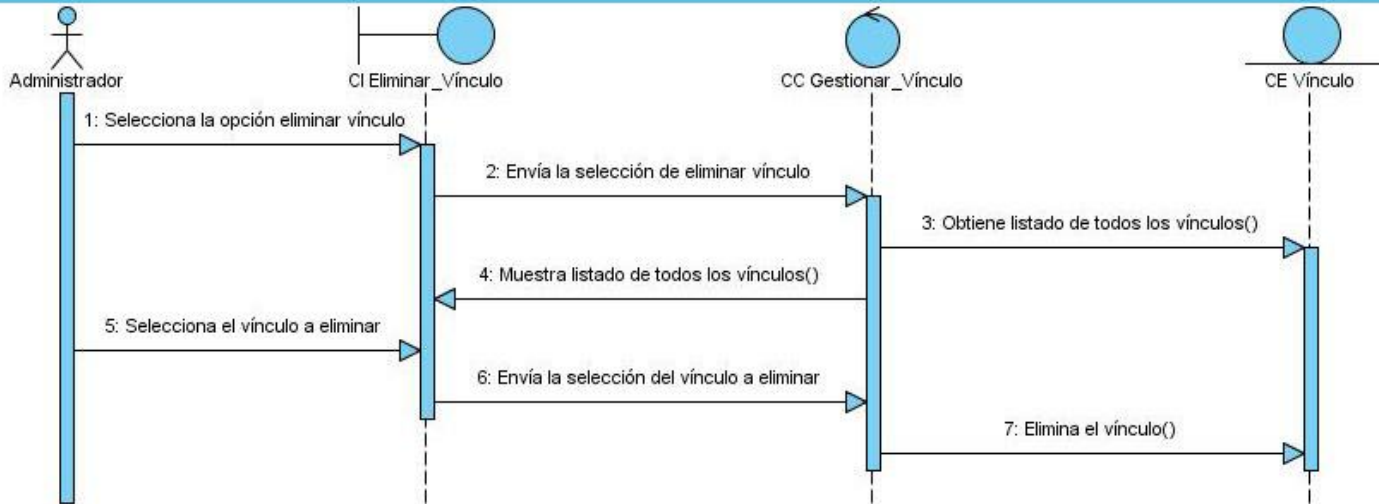 Administrador
CI Eliminar_Vínculo
CC Gestionar_Vínculo
CE Vínculo
1: Selecciona la opción eliminar vínculo
2: Envía la selección de eliminar vínculo
3: Obtiene listado de todos los vínculos()
4: Muestra listado de todos los vínculos()
5: Selecciona el vínculo a eliminar
6: Envía la selección del vínculo a eliminar
7: Elimina el vínculo()